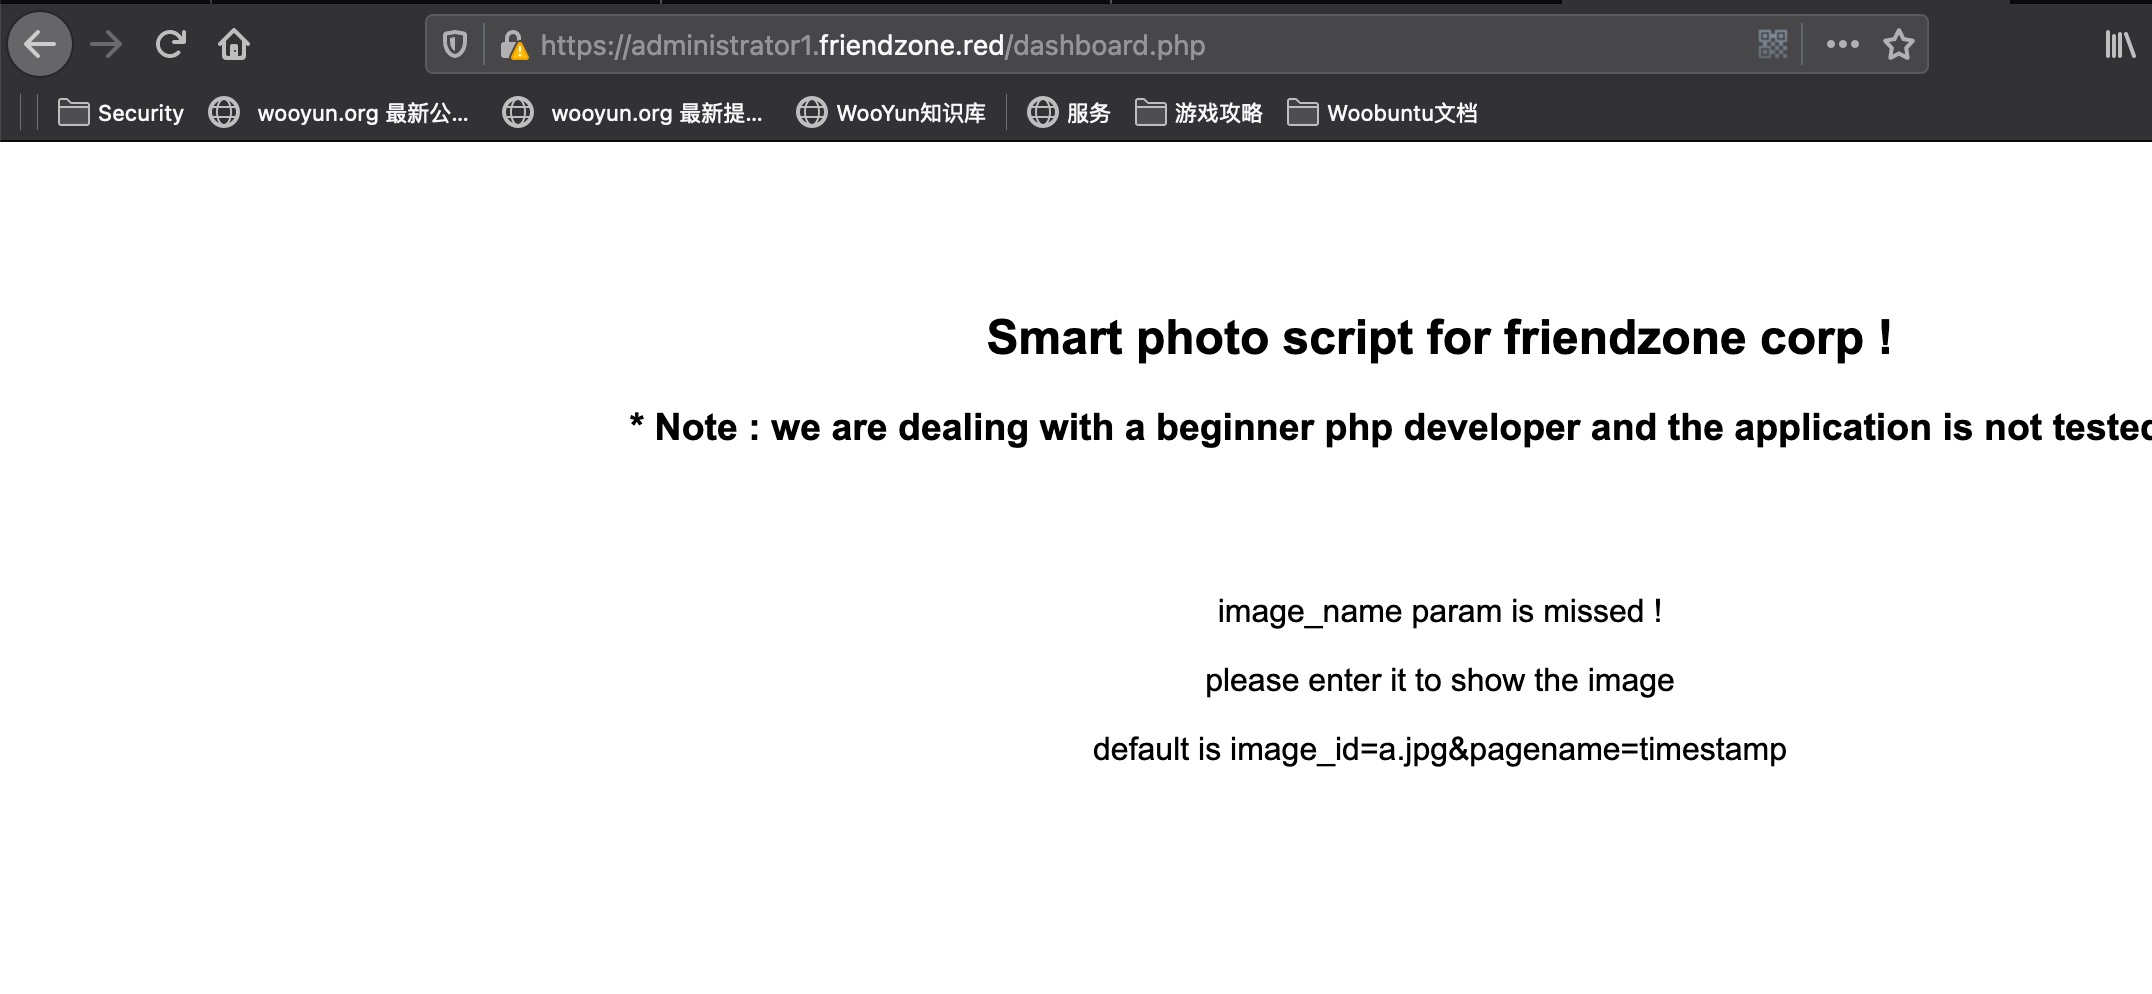 https://administrator1.friendzone.red/dashboard.php
Security wooyun.org 最新公... wooyun.org 最新提... WooYun知识库 服务 游戏攻略 Woobuntu文档
Smart photo script for friendzone corp !
* Note : we are dealing with a beginner php developer and the application is not tested
image_name param is missed !
please enter it to show the image
default is image_id=a.jpg&pagename=timestamp